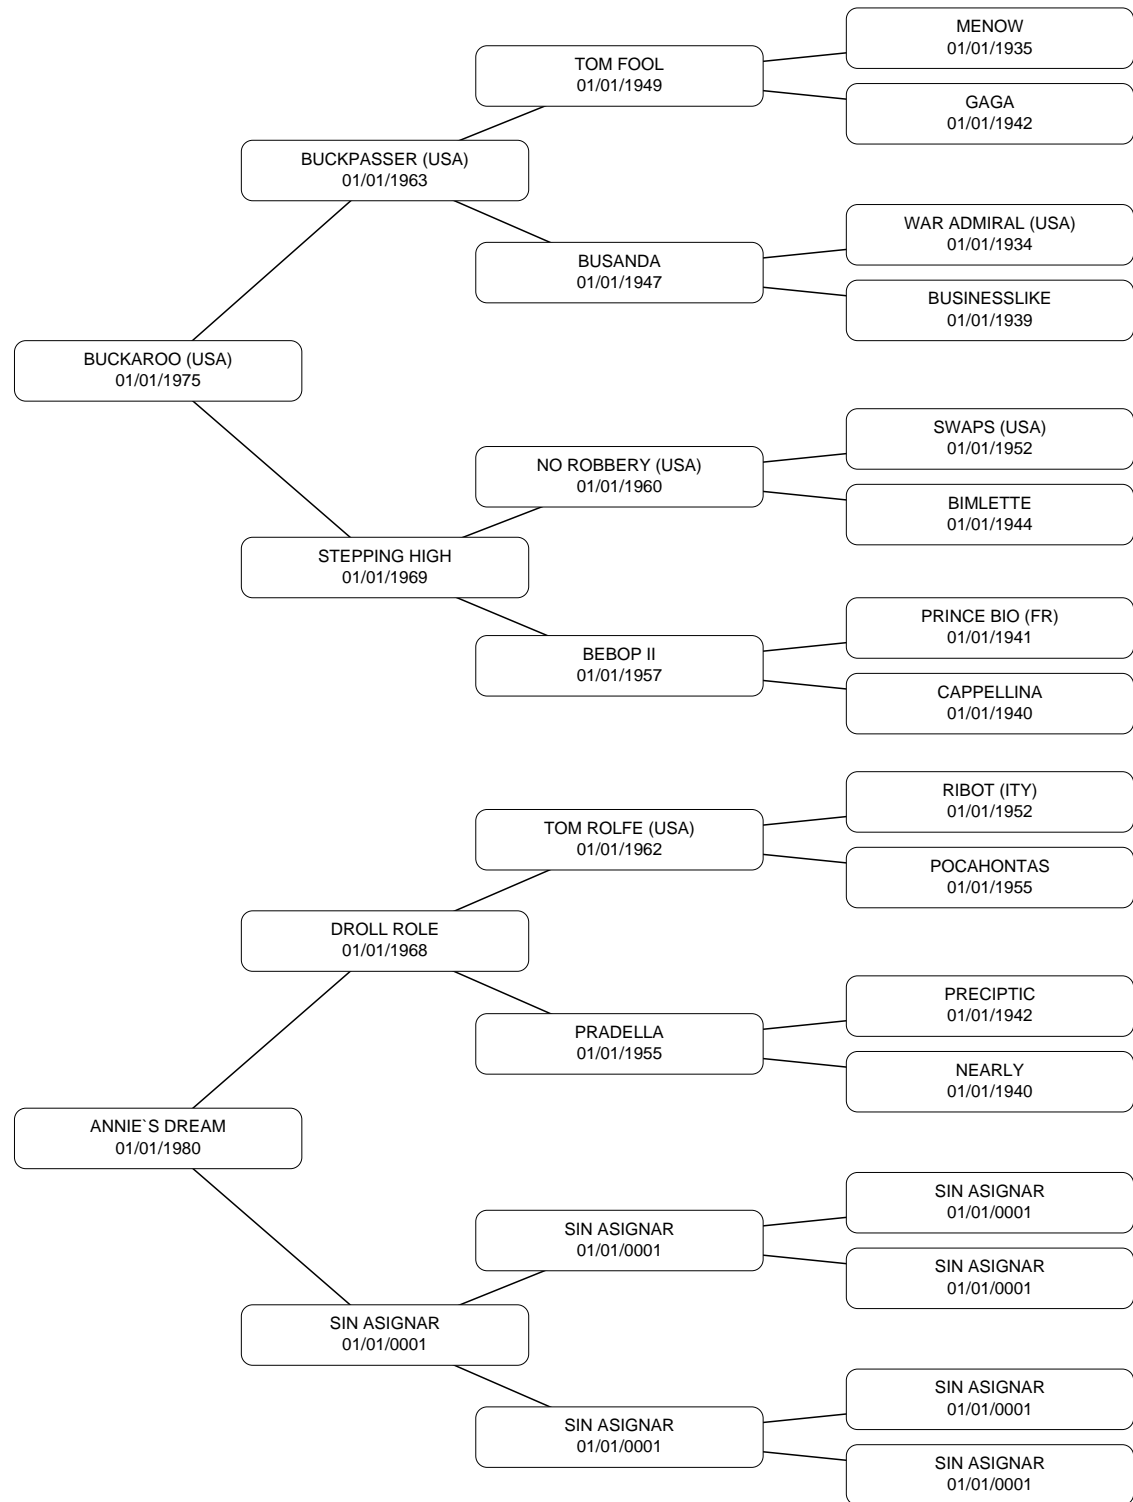 MENOW
01/01/1935
TOM FOOL
01/01/1949
GAGA
01/01/1942
BUCKPASSER (USA)
01/01/1963
WAR ADMIRAL (USA)
01/01/1934
BUSANDA
01/01/1947
BUSINESSLIKE
01/01/1939
BUCKAROO (USA)
01/01/1975
SWAPS (USA)
01/01/1952
NO ROBBERY (USA)
01/01/1960
BIMLETTE
01/01/1944
STEPPING HIGH
01/01/1969
PRINCE BIO (FR)
01/01/1941
BEBOP II
01/01/1957
CAPPELLINA
01/01/1940
RIBOT (ITY)
01/01/1952
TOM ROLFE (USA)
01/01/1962
POCAHONTAS
01/01/1955
DROLL ROLE
01/01/1968
PRECIPTIC
01/01/1942
PRADELLA
01/01/1955
NEARLY
01/01/1940
ANNIE`S DREAM
01/01/1980
SIN ASIGNAR
01/01/0001
SIN ASIGNAR
01/01/0001
SIN ASIGNAR
01/01/0001
SIN ASIGNAR
01/01/0001
SIN ASIGNAR
01/01/0001
SIN ASIGNAR
01/01/0001
SIN ASIGNAR
01/01/0001